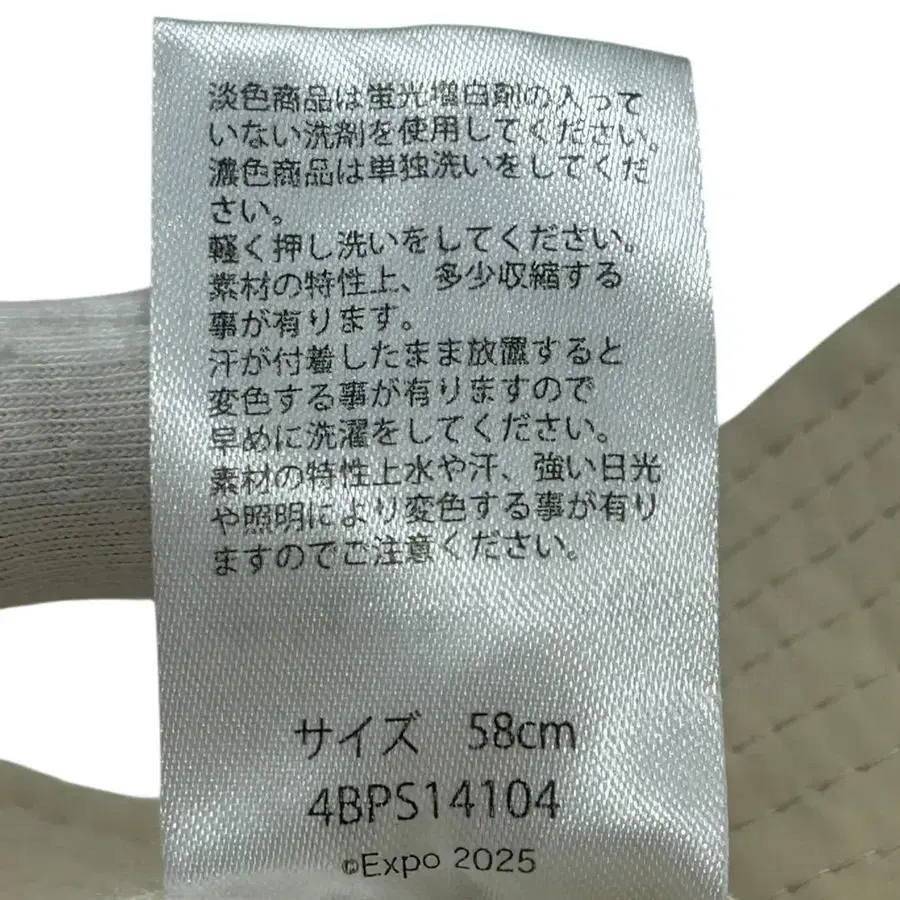 淡色商品は蛍光増白剤の入って
いない洗剤を使用してください。
濃色商品は単独洗いをしてくだ
さい。
軽く押し洗いをしてください。
素材の特性上、多少収縮する
事が有ります。
汗が付着したまま放置すると
変色する事が有りますので
早めに洗濯をしてください。
素材の特性上水や汗、強い日光
や照明により変色する事が有り
ますのでご注意ください。
サイズ 58cm
4BPS14104
©Expo 2025